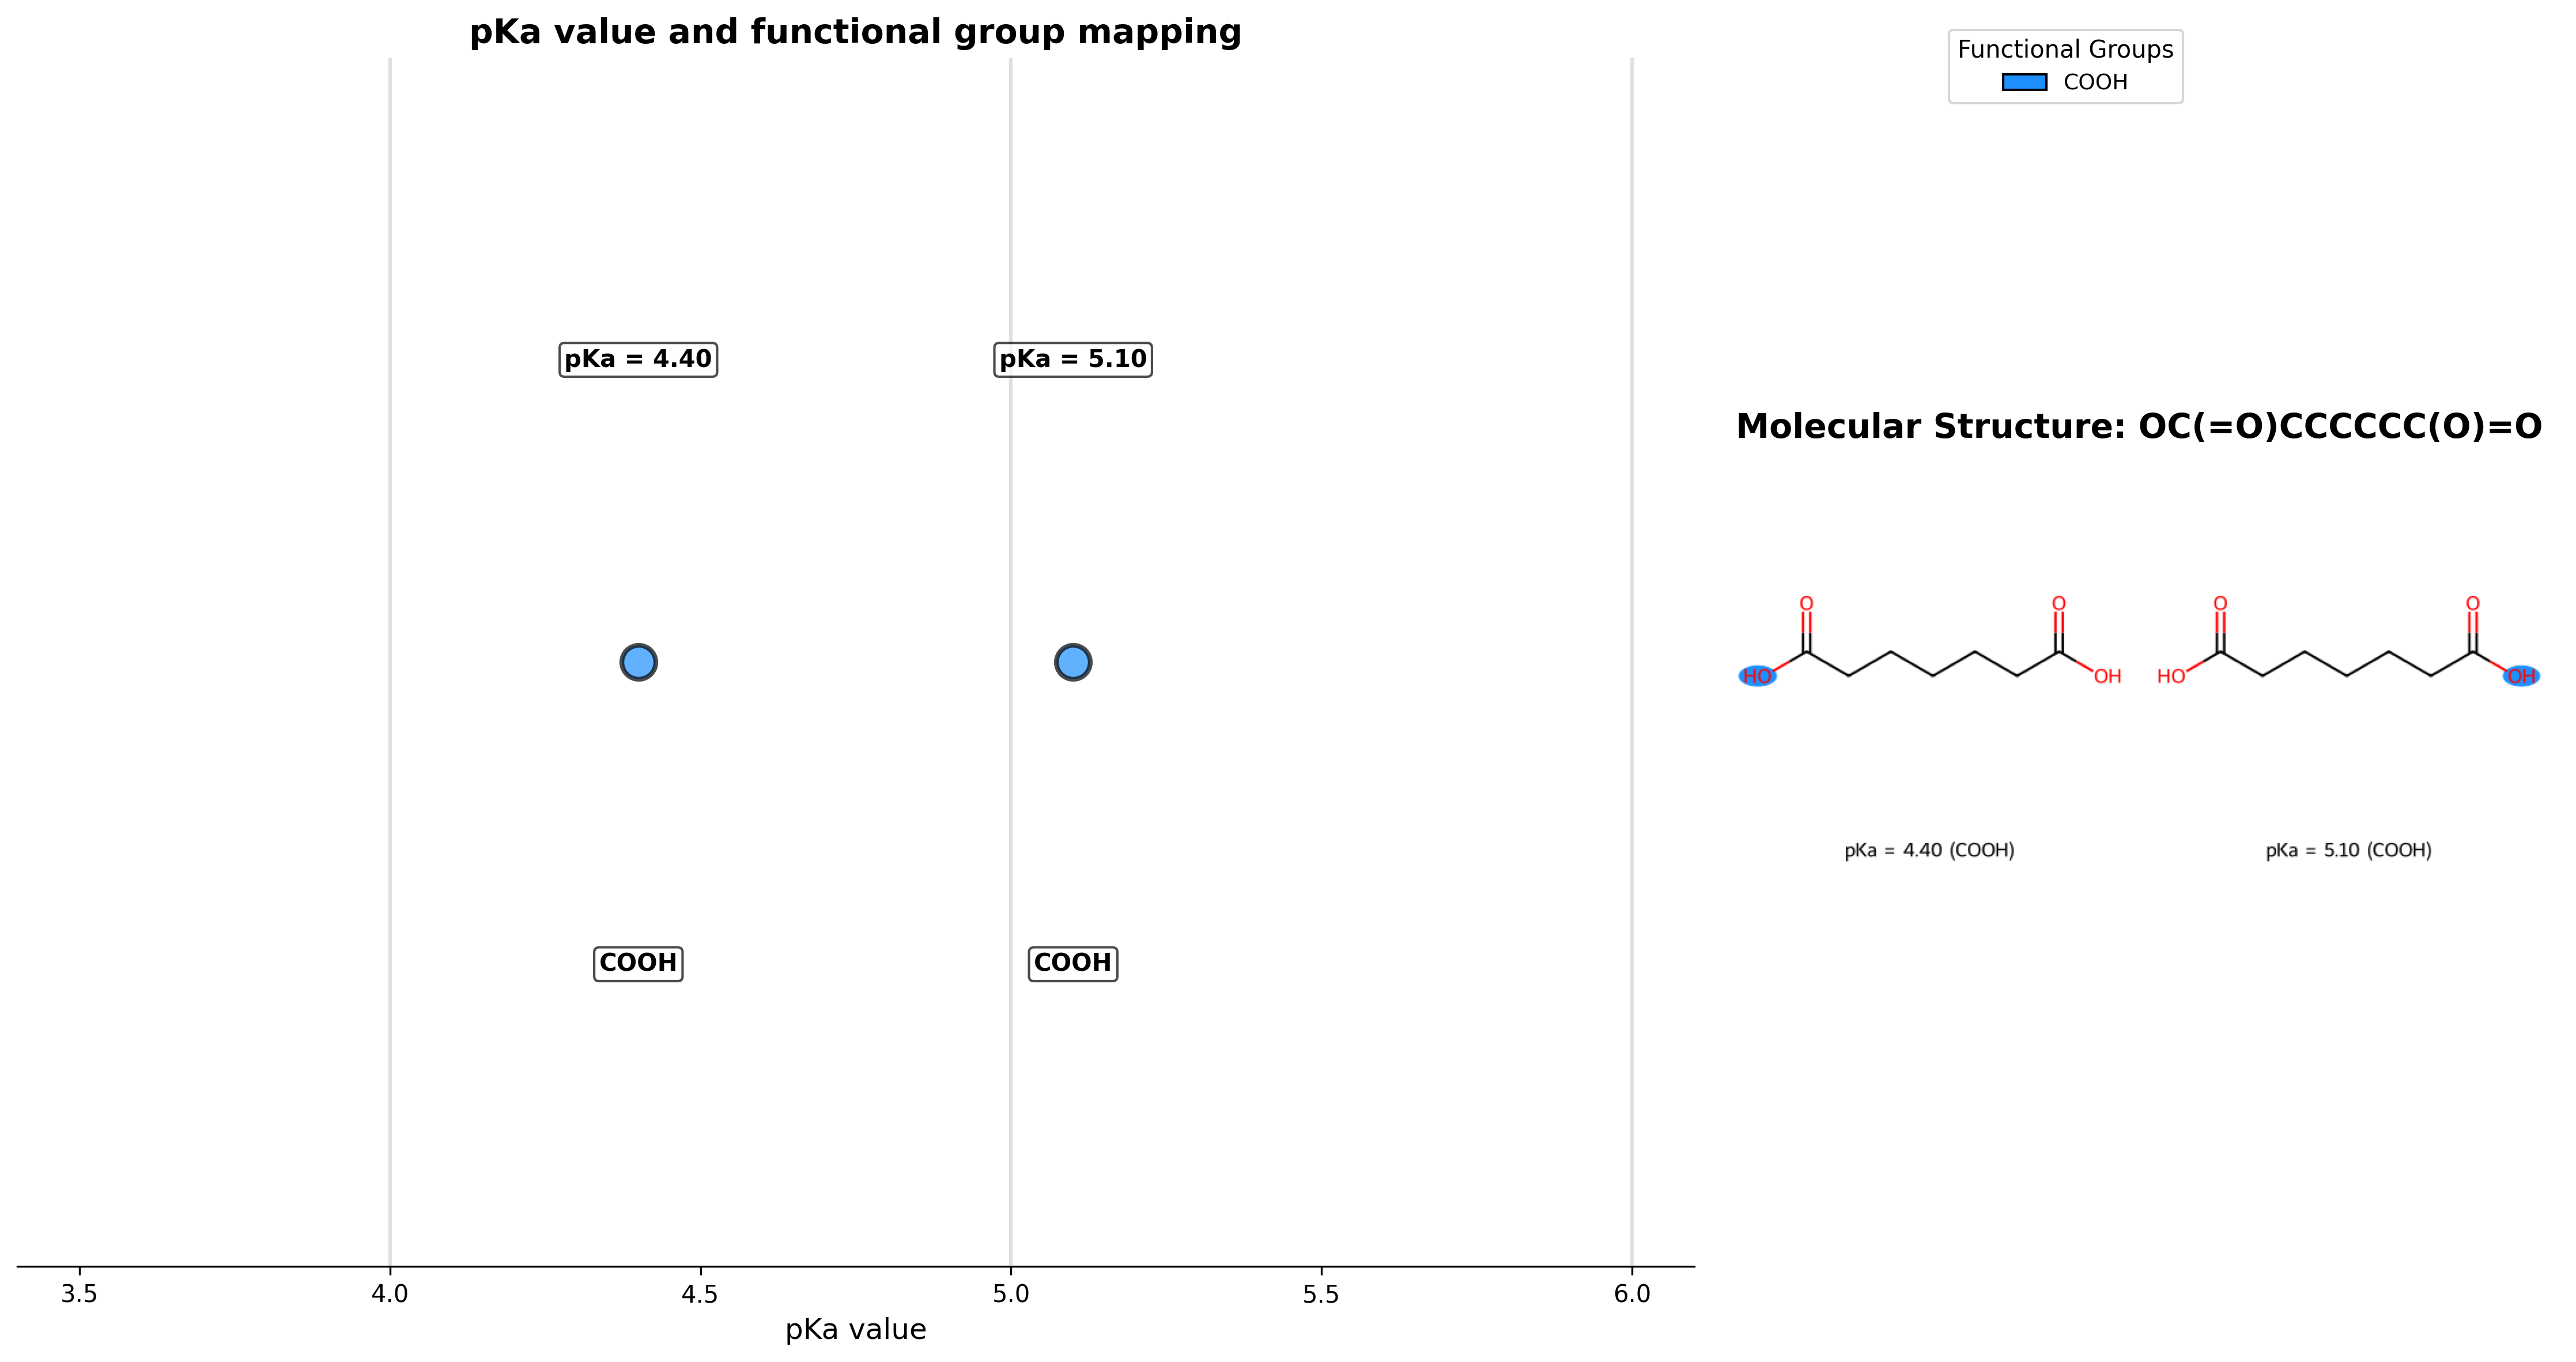 pKa value and functional group mapping
Functional Groups
COOH
pKa = 4.40
pKa = 5.10
COOH
COOH
3.5
4.0
4.5
5.0
5.5
6.0
pKa value
Molecular Structure: OC(=O)CCCCCC(O)=O
O
O
HO
OH
O
O
HO
OH
pKa = 4.40 (COOH)
pKa = 5.10 (COOH)